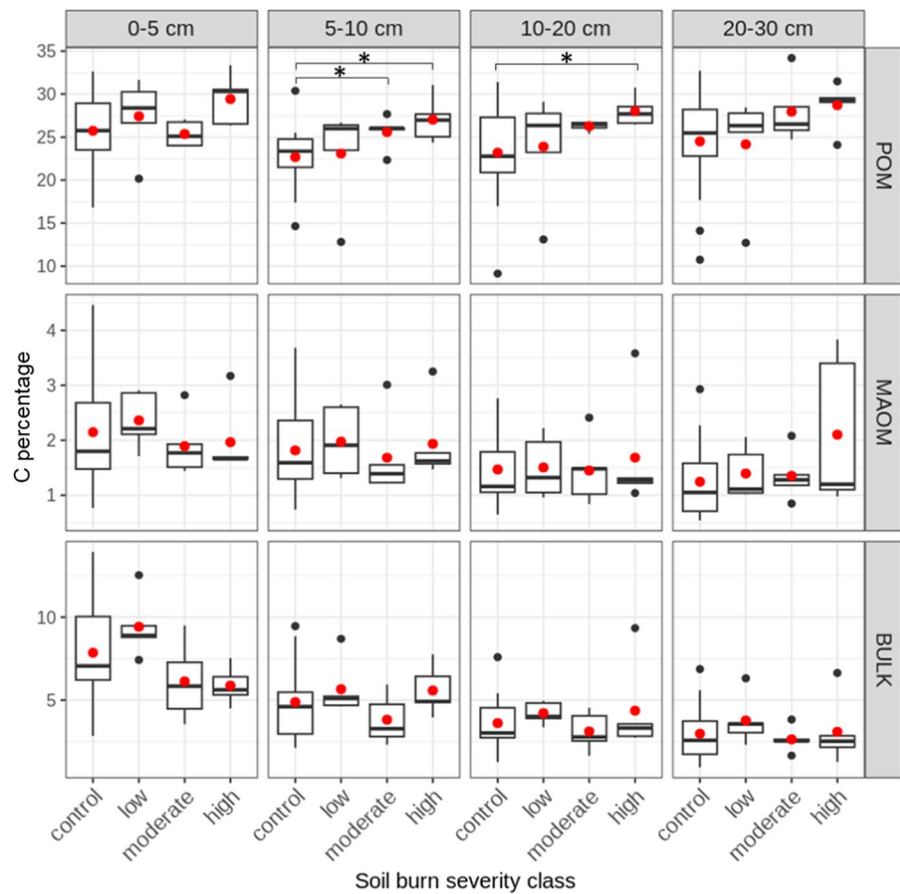 0-5 cm 5-10 cm 10-20 cm 20-30 cm
* * *
35
30
25
20
15
10
POM
4
3
2
1
MAOM
C percentage
10
5
BULK
control low moderate high control low moderate high control low moderate high control low moderate high
Soil burn severity class